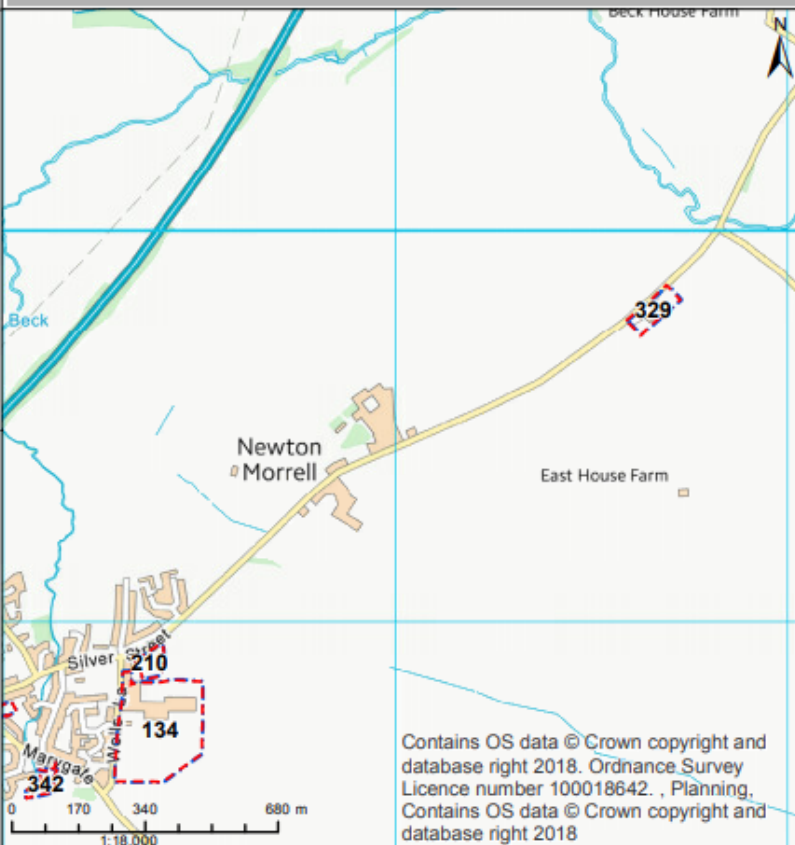 Beck House Farm
N
329
Beck
Newton
Morrell
East House Farm
Silver Street
210
134
Marygate
342
0 170 340 680 m
1:18,000
Contains OS data © Crown copyright and
database right 2018. Ordnance Survey
Licence number 100018642. , Planning,
Contains OS data © Crown copyright and
database right 2018